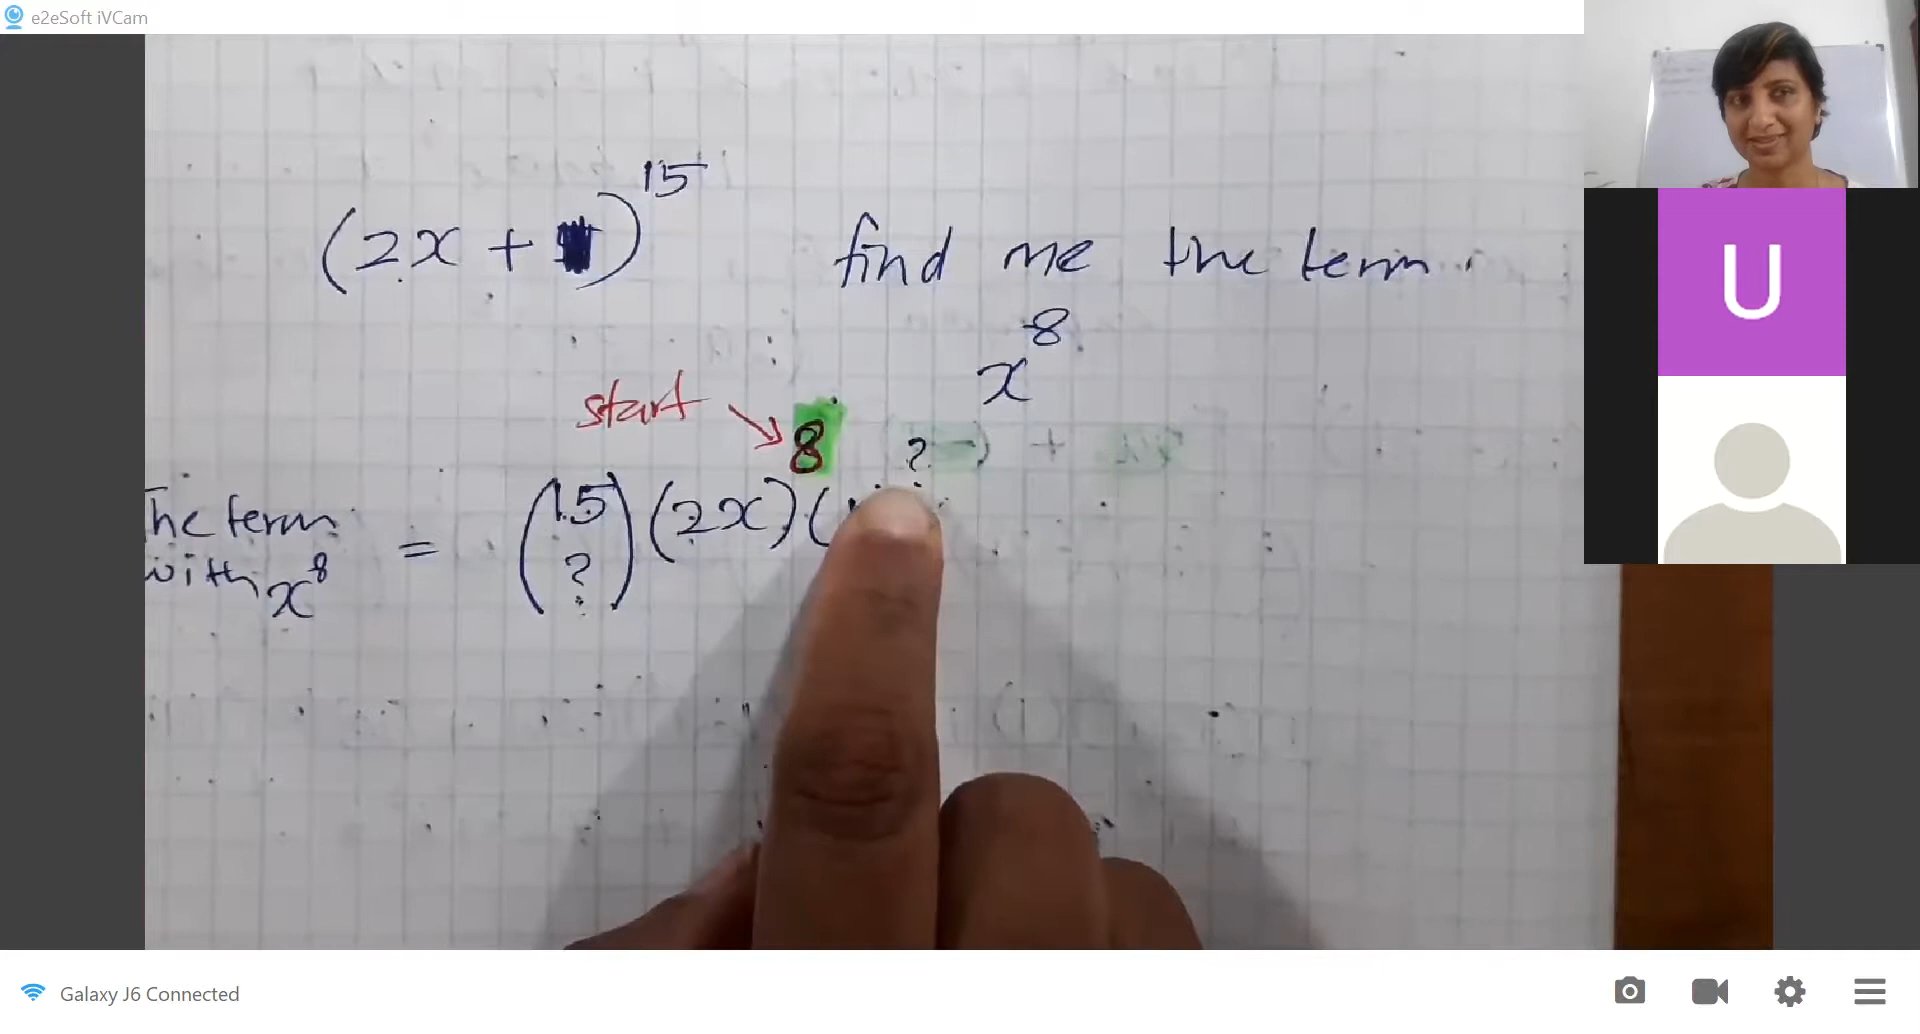 e2eSoft iVCam
(2x + )^15 find me the term
x^8
start
8 ?
The term = (15 ?) (2x) (
with x^8
U
Galaxy J6 Connected